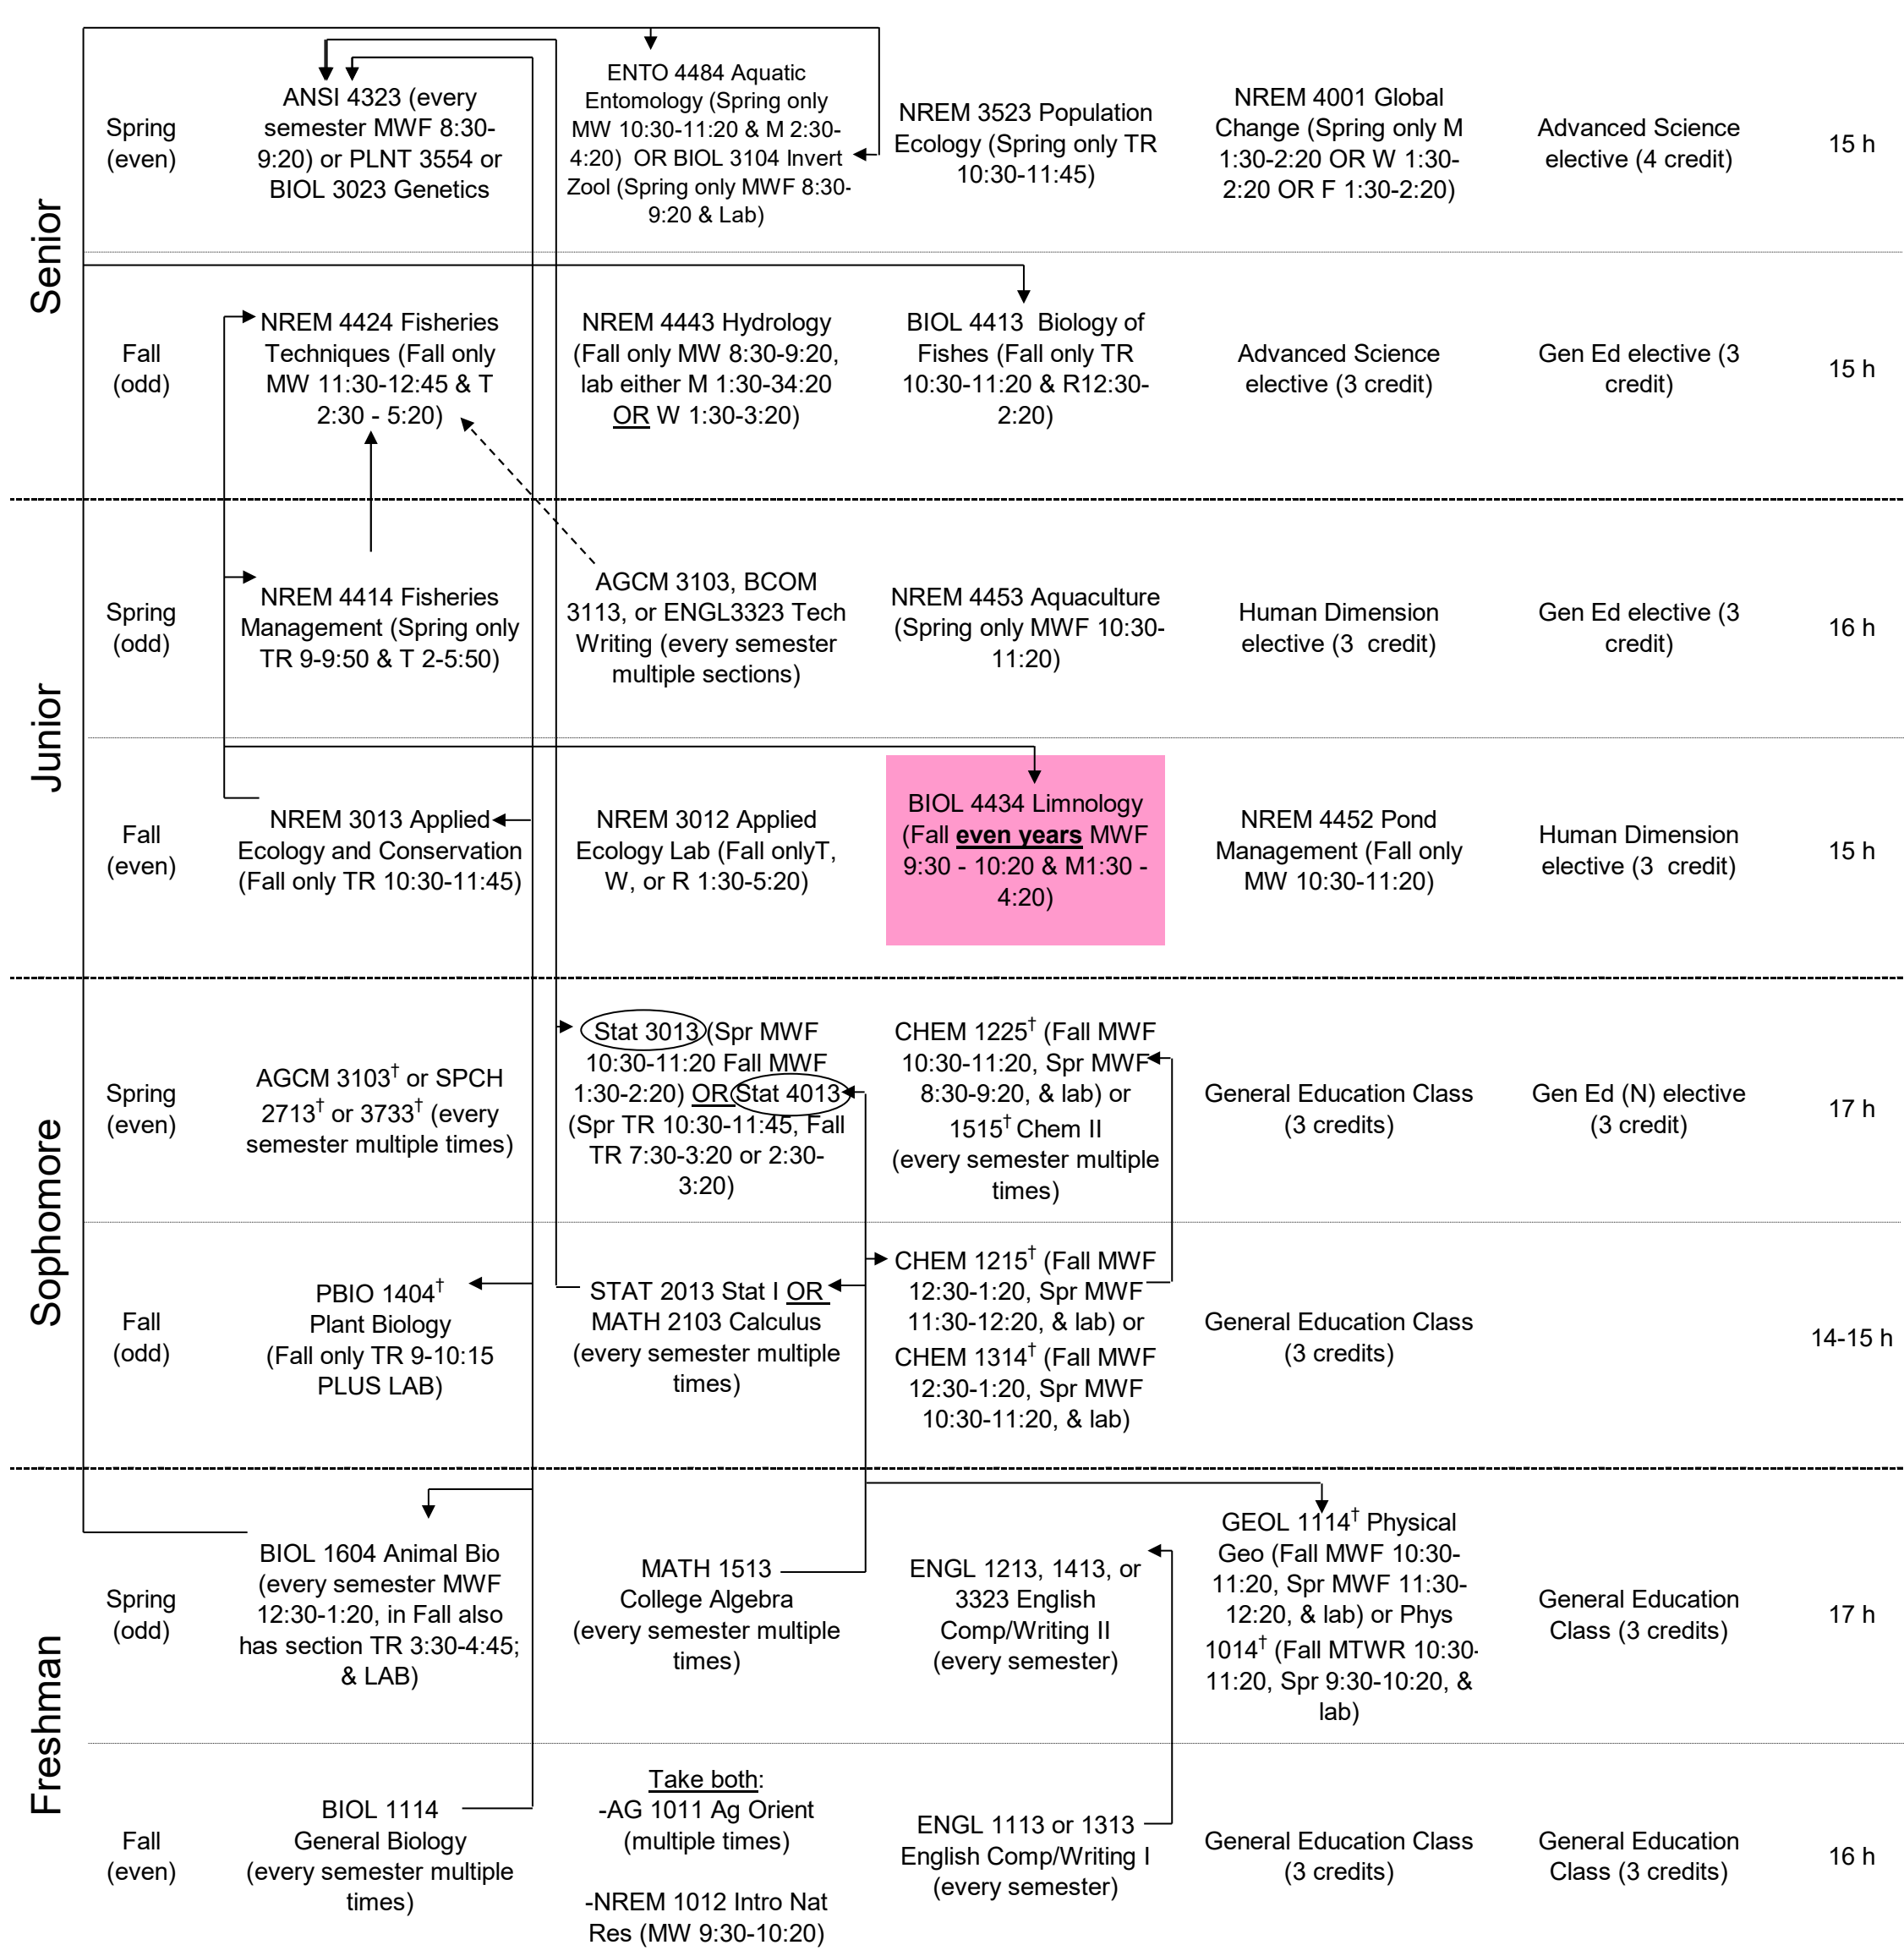 Senior
Spring
(even)
ANSI 4323 (every
semester MWF 8:30-
9:20) or PLNT 3554 or
BIOL 3023 Genetics
ENTO 4484 Aquatic
Entomology (Spring only
MW 10:30-11:20 & M 2:30-
4:20)  OR BIOL 3104 Invert
Zool (Spring only MWF 8:30-
9:20 & Lab)
NREM 3523 Population
Ecology (Spring only TR
10:30-11:45)
NREM 4001 Global
Change (Spring only M
1:30-2:20 OR W 1:30-
2:20 OR F 1:30-2:20)
Advanced Science
elective (4 credit)
15 h
Fall
(odd)
NREM 4424 Fisheries
Techniques (Fall only
MW 11:30-12:45 & T
2:30 - 5:20)
NREM 4443 Hydrology
(Fall only MW 8:30-9:20,
lab either M 1:30-34:20
OR W 1:30-3:20)
BIOL 4413  Biology of
Fishes (Fall only TR
10:30-11:20 & R12:30-
2:20)
Advanced Science
elective (3 credit)
Gen Ed elective (3
credit)
15 h
Junior
Spring
(odd)
NREM 4414 Fisheries
Management (Spring only
TR 9-9:50 & T 2-5:50)
AGCM 3103, BCOM
3113, or ENGL3323 Tech
Writing (every semester
multiple sections)
NREM 4453 Aquaculture
(Spring only MWF 10:30-
11:20)
Human Dimension
elective (3  credit)
Gen Ed elective (3
credit)
16 h
Fall
(even)
NREM 3013 Applied
Ecology and Conservation
(Fall only TR 10:30-11:45)
NREM 3012 Applied
Ecology Lab (Fall onlyT,
W, or R 1:30-5:20)
BIOL 4434 Limnology
(Fall even years MWF
9:30 - 10:20 & M1:30 -
4:20)
NREM 4452 Pond
Management (Fall only
MW 10:30-11:20)
Human Dimension
elective (3  credit)
15 h
Sophomore
Spring
(even)
AGCM 3103† or SPCH
2713† or 3733† (every
semester multiple times)
Stat 3013 (Spr MWF
10:30-11:20 Fall MWF
1:30-2:20) OR Stat 4013
(Spr TR 10:30-11:45, Fall
TR 7:30-3:20 or 2:30-
3:20)
CHEM 1225† (Fall MWF
10:30-11:20, Spr MWF
8:30-9:20, & lab) or
1515† Chem II
(every semester multiple
times)
General Education Class
(3 credits)
Gen Ed (N) elective
(3 credit)
17 h
Fall
(odd)
PBIO 1404†
Plant Biology
(Fall only TR 9-10:15
PLUS LAB)
STAT 2013 Stat I OR
MATH 2103 Calculus
(every semester multiple
times)
CHEM 1215† (Fall MWF
12:30-1:20, Spr MWF
11:30-12:20, & lab) or
CHEM 1314† (Fall MWF
12:30-1:20, Spr MWF
10:30-11:20, & lab)
General Education Class
(3 credits)
14-15 h
Freshman
Spring
(odd)
BIOL 1604 Animal Bio
(every semester MWF
12:30-1:20, in Fall also
has section TR 3:30-4:45;
& LAB)
MATH 1513
College Algebra
(every semester multiple
times)
ENGL 1213, 1413, or
3323 English
Comp/Writing II
(every semester)
GEOL 1114† Physical
Geo (Fall MWF 10:30-
11:20, Spr MWF 11:30-
12:20, & lab) or Phys
1014† (Fall MTWR 10:30-
11:20, Spr 9:30-10:20, &
lab)
General Education
Class (3 credits)
17 h
Fall
(even)
BIOL 1114
General Biology
(every semester multiple
times)
Take both:
-AG 1011 Ag Orient
(multiple times)
-NREM 1012 Intro Nat
Res (MW 9:30-10:20)
ENGL 1113 or 1313
English Comp/Writing I
(every semester)
General Education Class
(3 credits)
General Education
Class (3 credits)
16 h